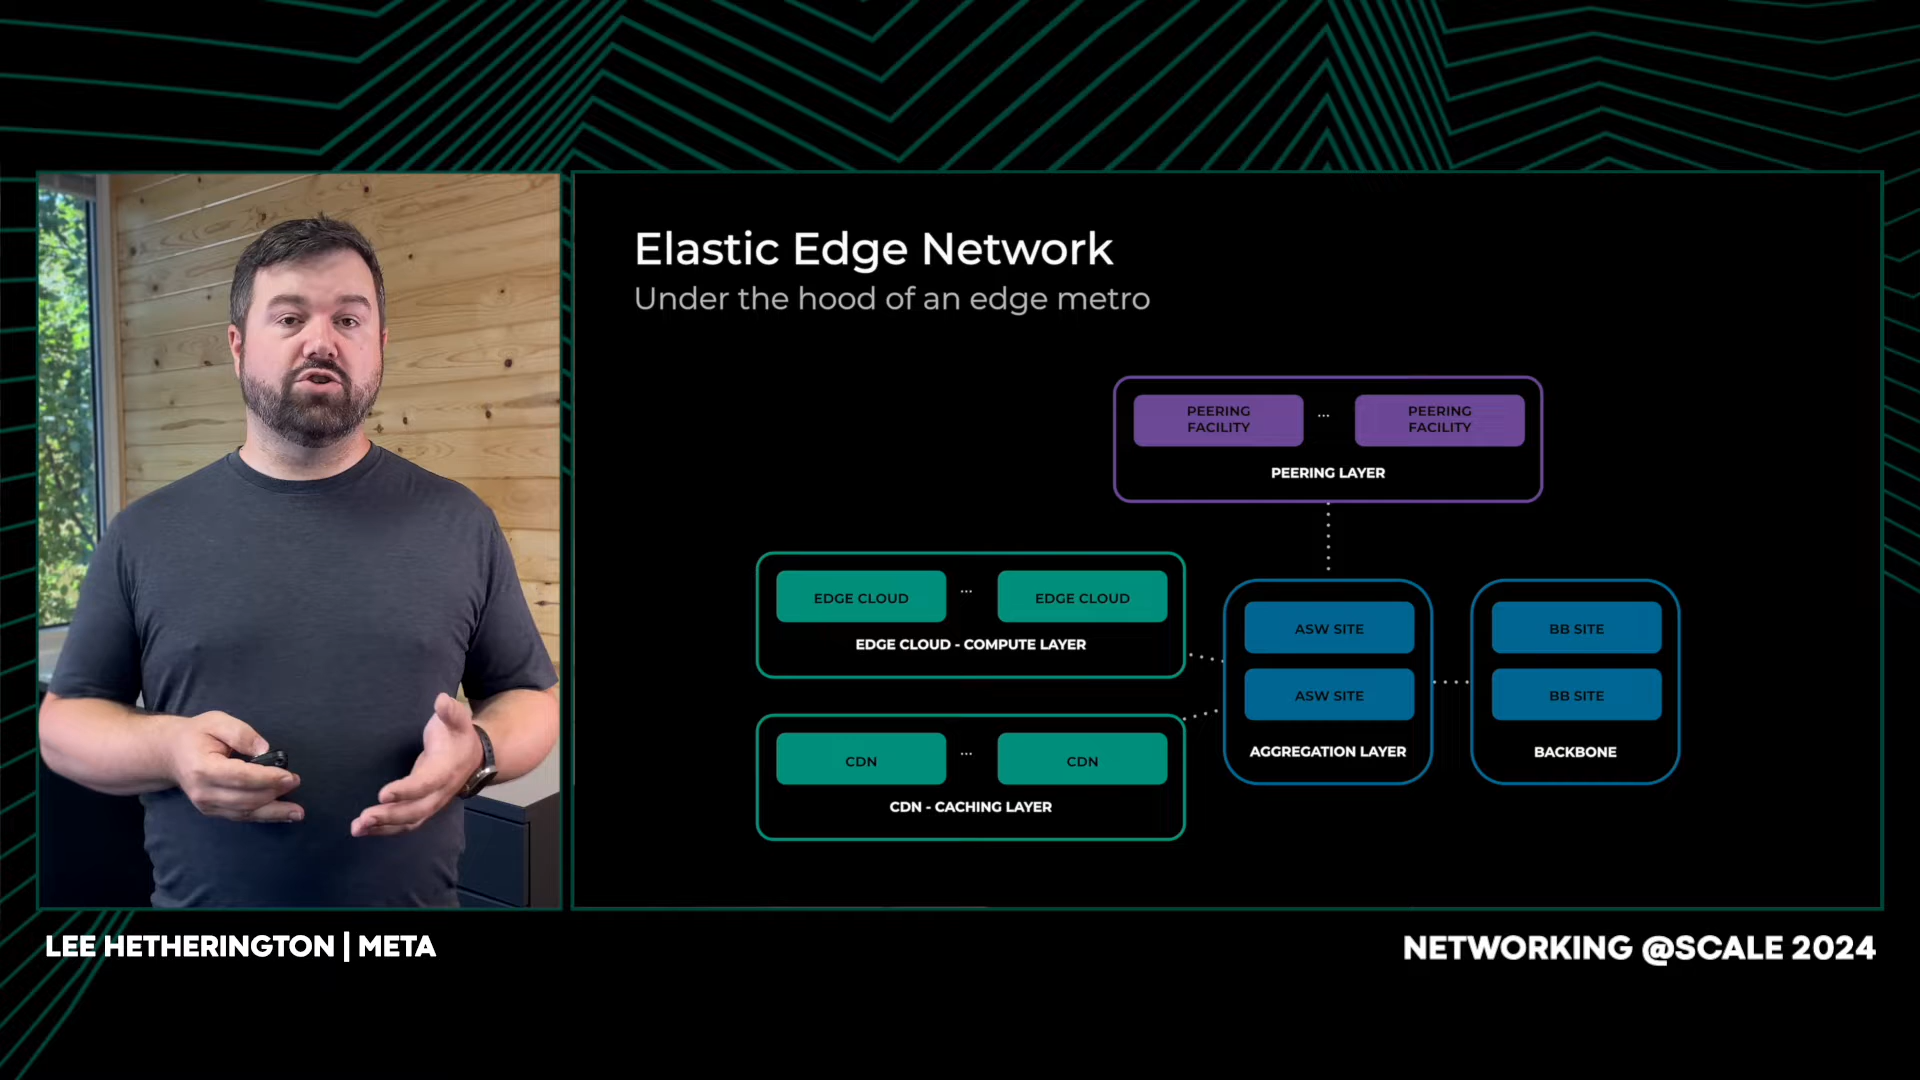 Elastic Edge Network
Under the hood of an edge metro
PEERING
FACILITY
...
PEERING
FACILITY
PEERING LAYER
EDGE CLOUD
...
EDGE CLOUD
EDGE CLOUD - COMPUTE LAYER
CDN
...
CDN
CDN - CACHING LAYER
ASW SITE
ASW SITE
AGGREGATION LAYER
BB SITE
BB SITE
BACKBONE
LEE HETHERINGTON | META
NETWORKING @SCALE 2024